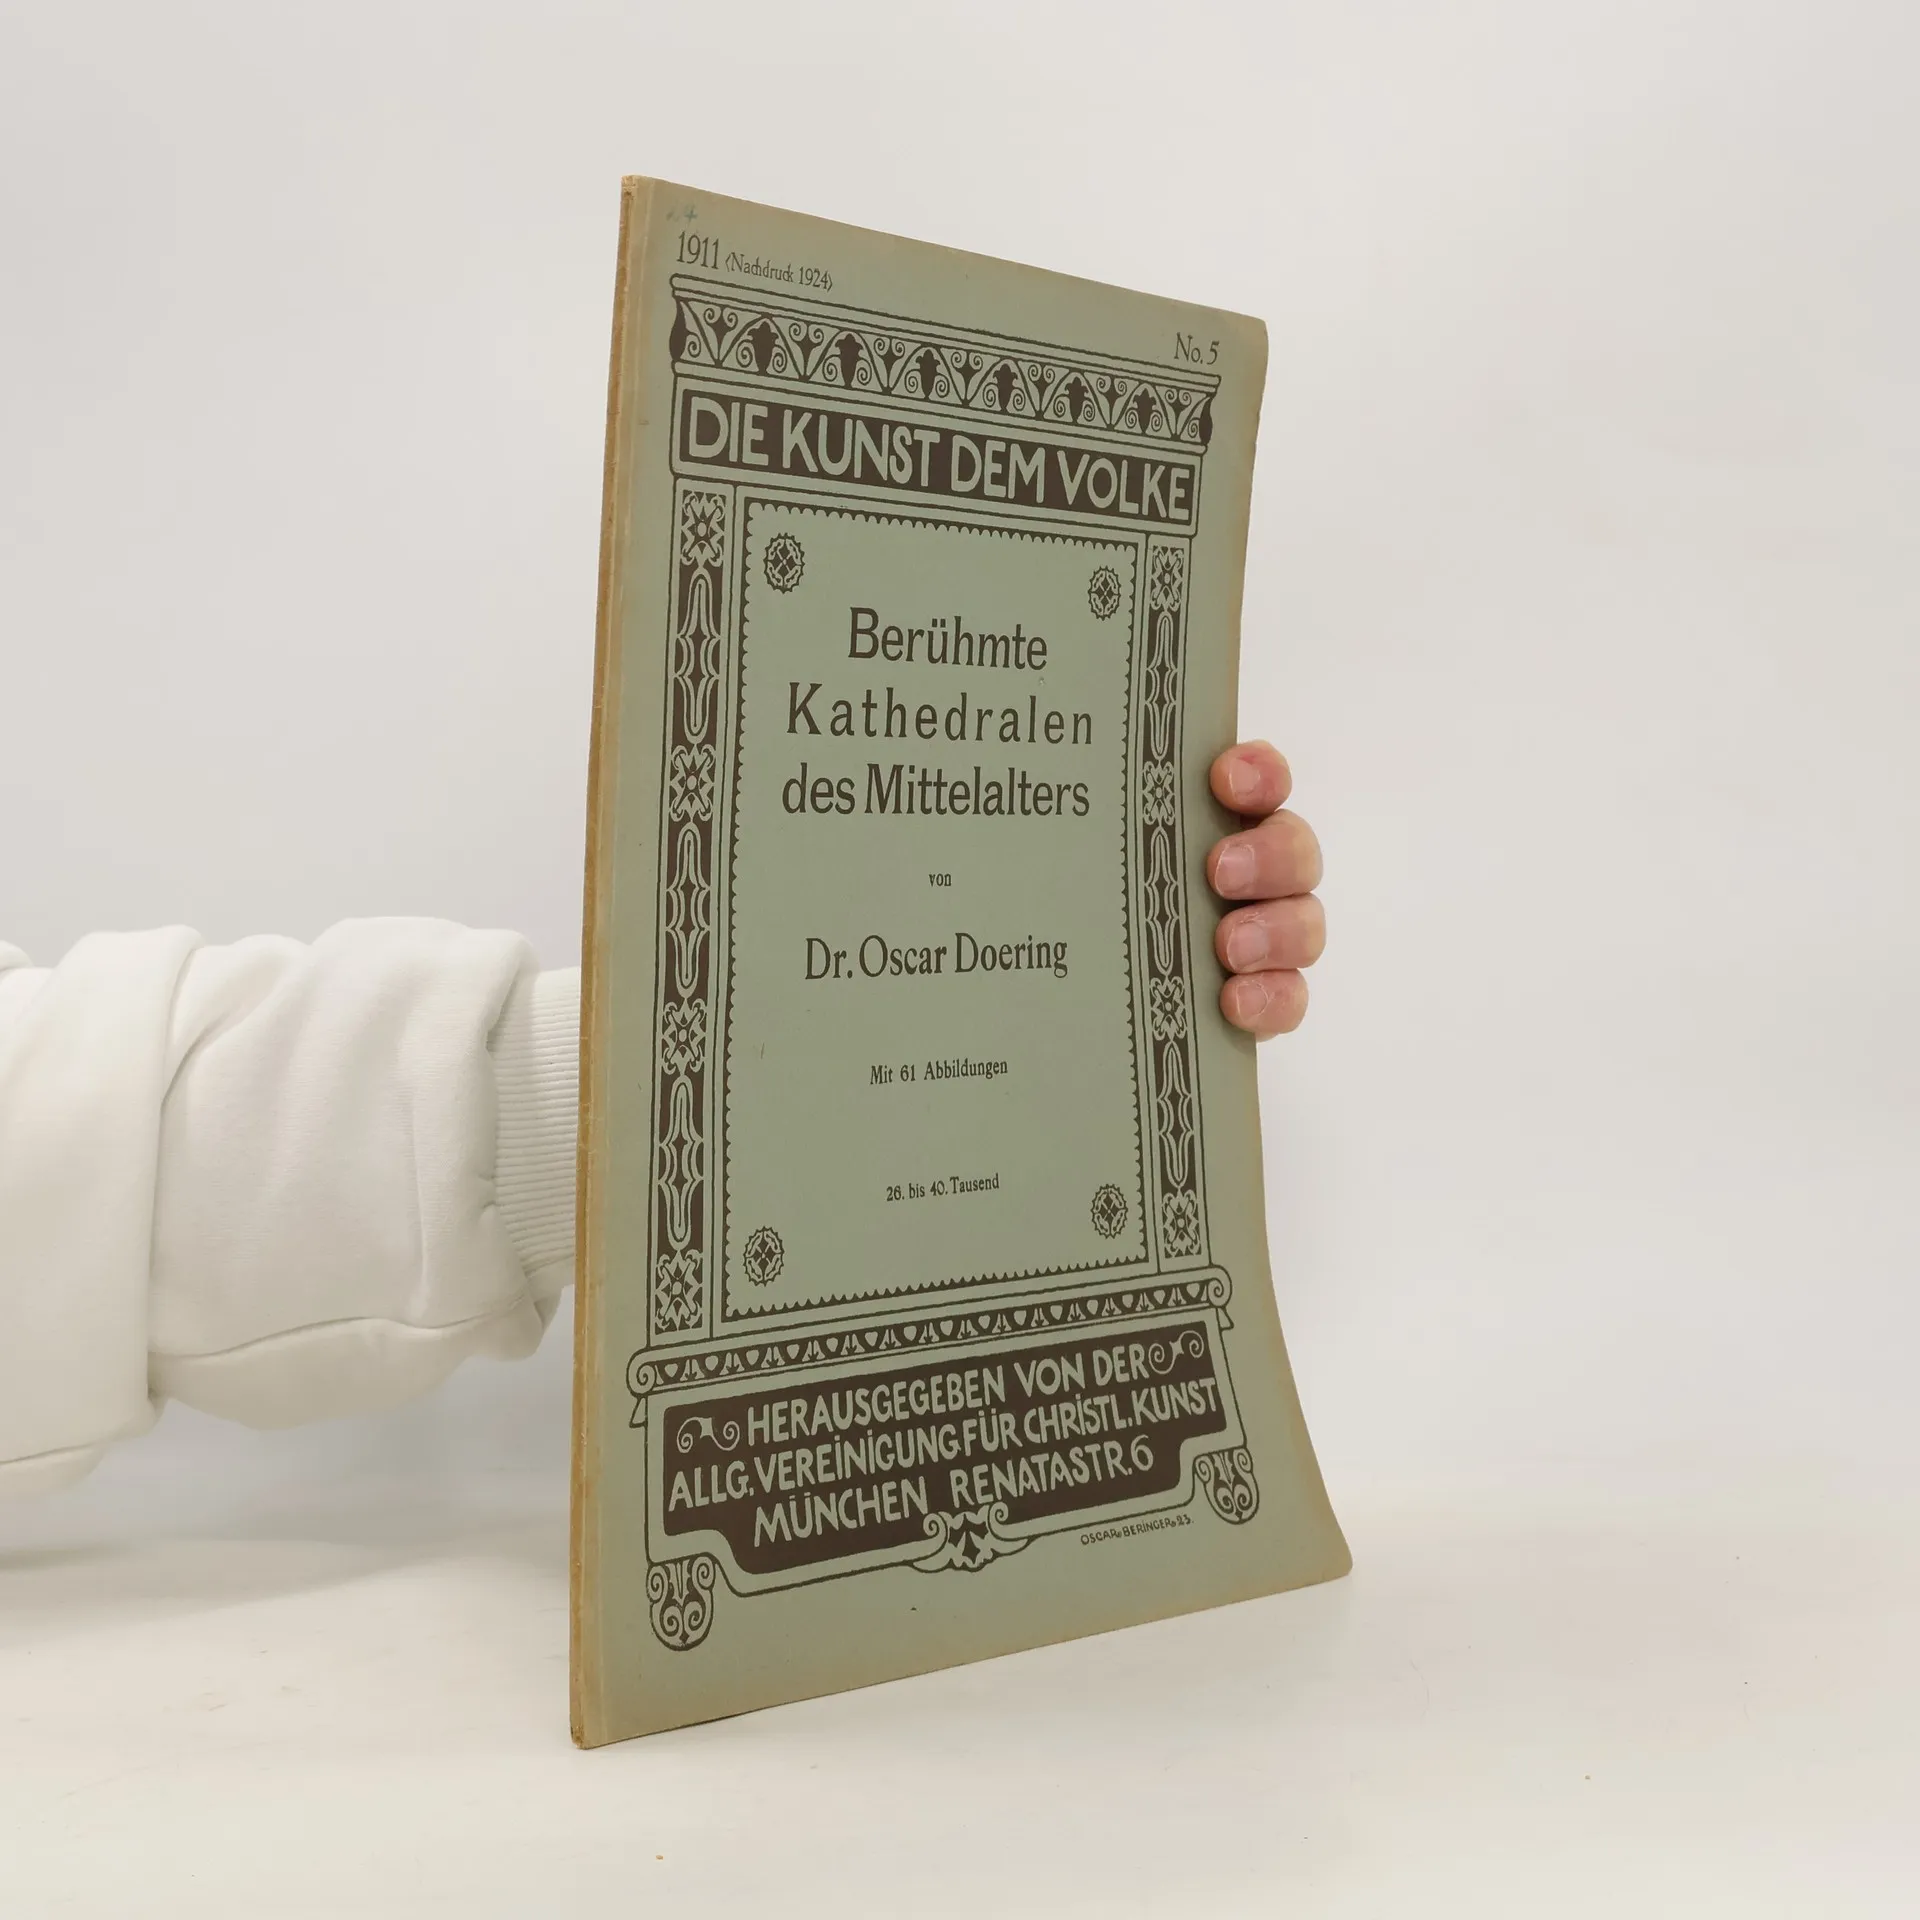 1911 (Nachdruck 1924)
No. 5
DIE KUNST DEM VOLKE
Berühmte
Kathedralen
des Mittelalters
von
Dr. Oscar Doering
Mit 61 Abbildungen
26. bis 40. Tausend
HERAUSGEGEBEN VON DER
ALLG. VEREINIGUNG FÜR CHRISTL. KUNST
MÜNCHEN RENATASTR. 6
OSCAR BERINGER 23.